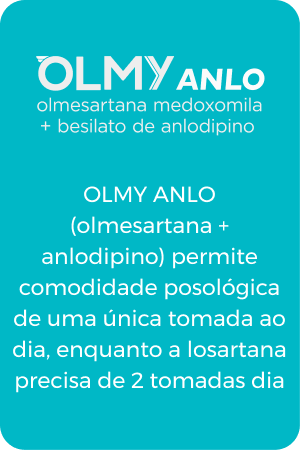 OLMY ANLO
olmesartana medoxomila
+ besilato de anlodipino
OLMY ANLO
(olmesartana +
anlodipino) permite
comodidade posológica
de uma única tomada ao
dia, enquanto a losartana
precisa de 2 tomadas dia